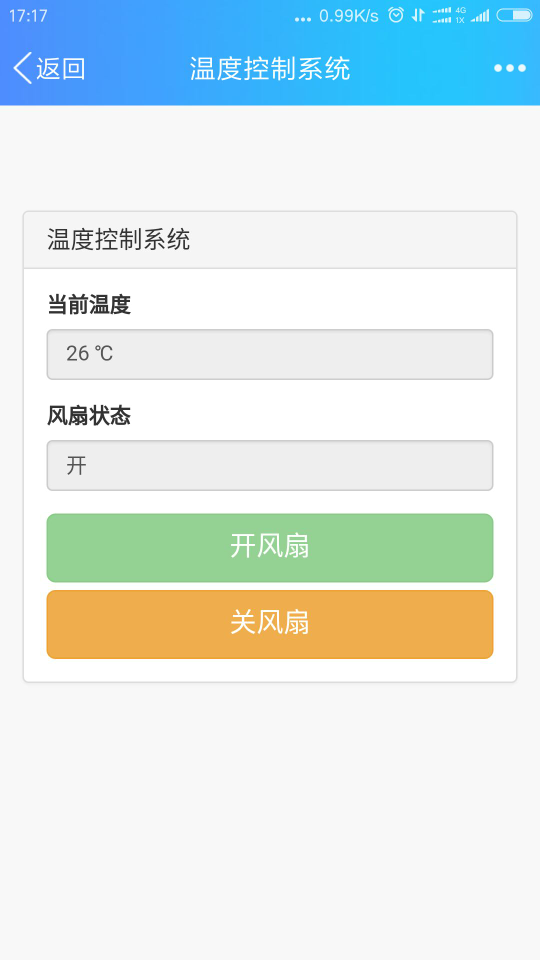 17:17 ... 0.99K/s 4G 1X
返回 温度控制系统
温度控制系统
当前温度
26 ℃
风扇状态
开
开风扇
关风扇